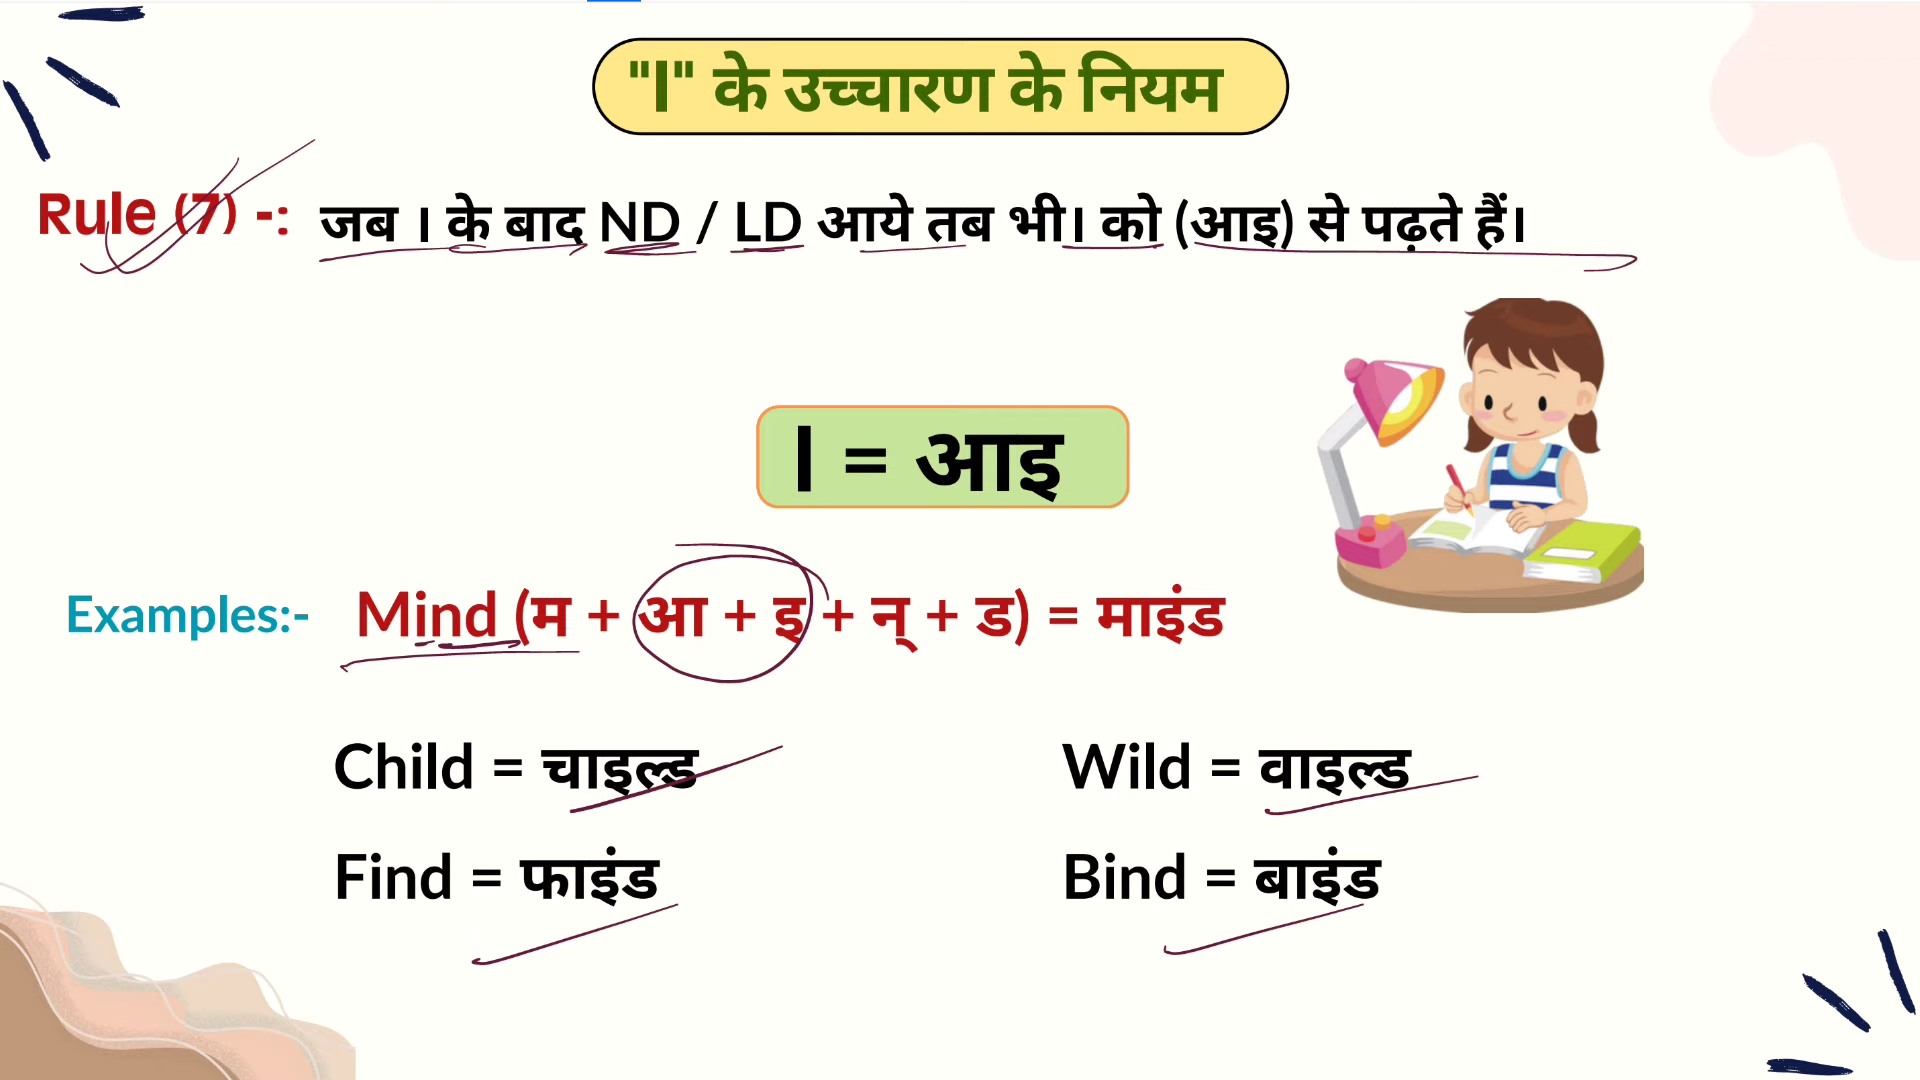 "I" के उच्चारण के नियम
Rule (7) -: जब I के बाद ND / LD आये तब भी I को (आइ) से पढ़ते हैं।
I = आइ
Examples:- Mind (म + आ + इ + न् + ड) = माइंड
Child = चाइल्ड Wild = वाइल्ड
Find = फाइंड Bind = बाइंड